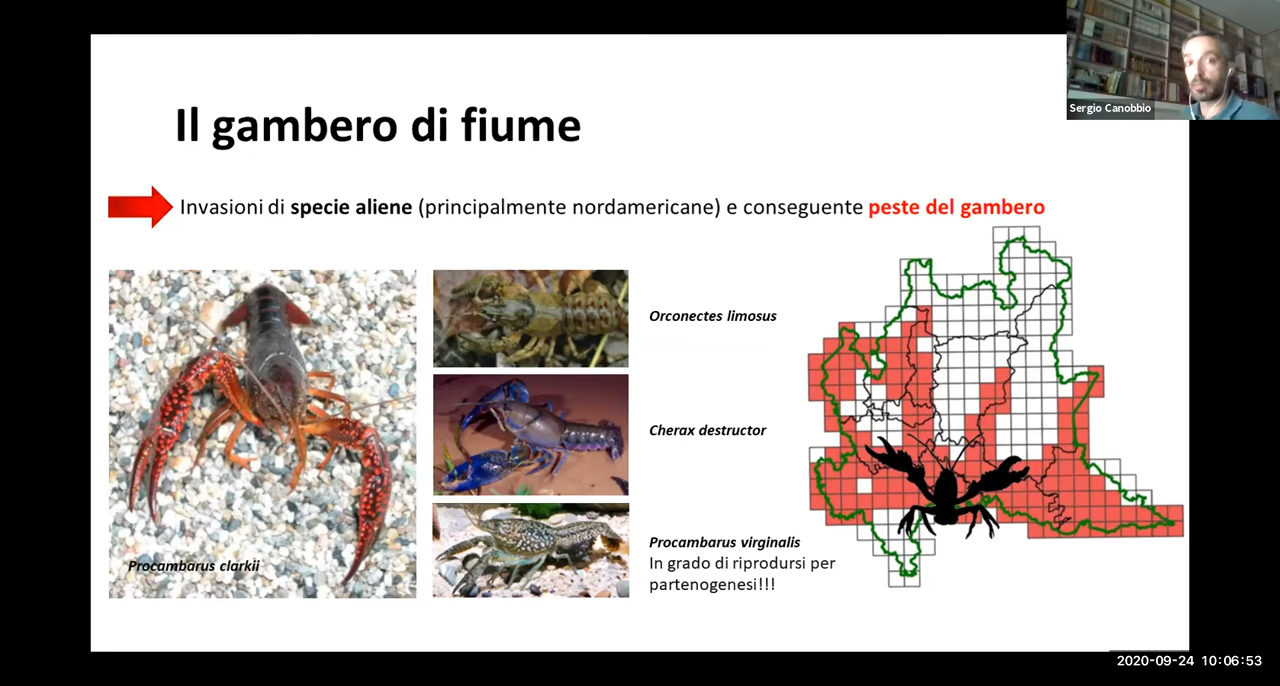 Sergio Canobbio
Il gambero di fiume
Invasioni di specie aliene (principalmente nordamericane) e conseguente peste del gambero
Orconectes limosus
Cherax destructor
Procambarus virginalis
In grado di riprodursi per
partenogenesi!!!
Procambarus clarkii
2020-09-24 10:06:53